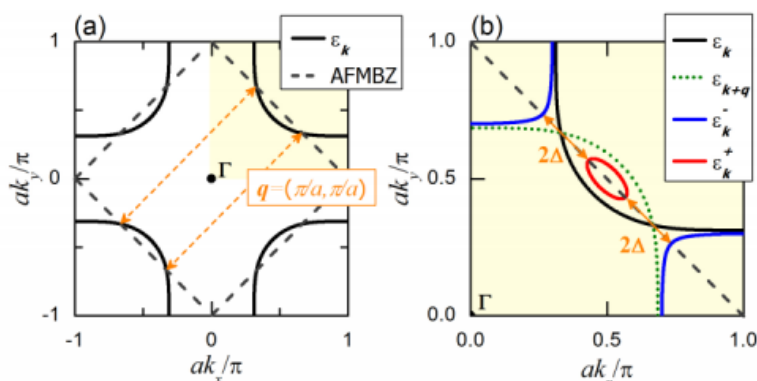 (a)
ε_k
AFMBZ
Γ
q=(π/a,π/a)
ak_y/π
1
0
-1
-1
0
1
ak_x/π
(b)
ε_k
ε_{k+q}
ε_k^-
ε_k^+
2Δ
2Δ
Γ
ak_y/π
1.0
0.5
0.0
0.0
0.5
1.0